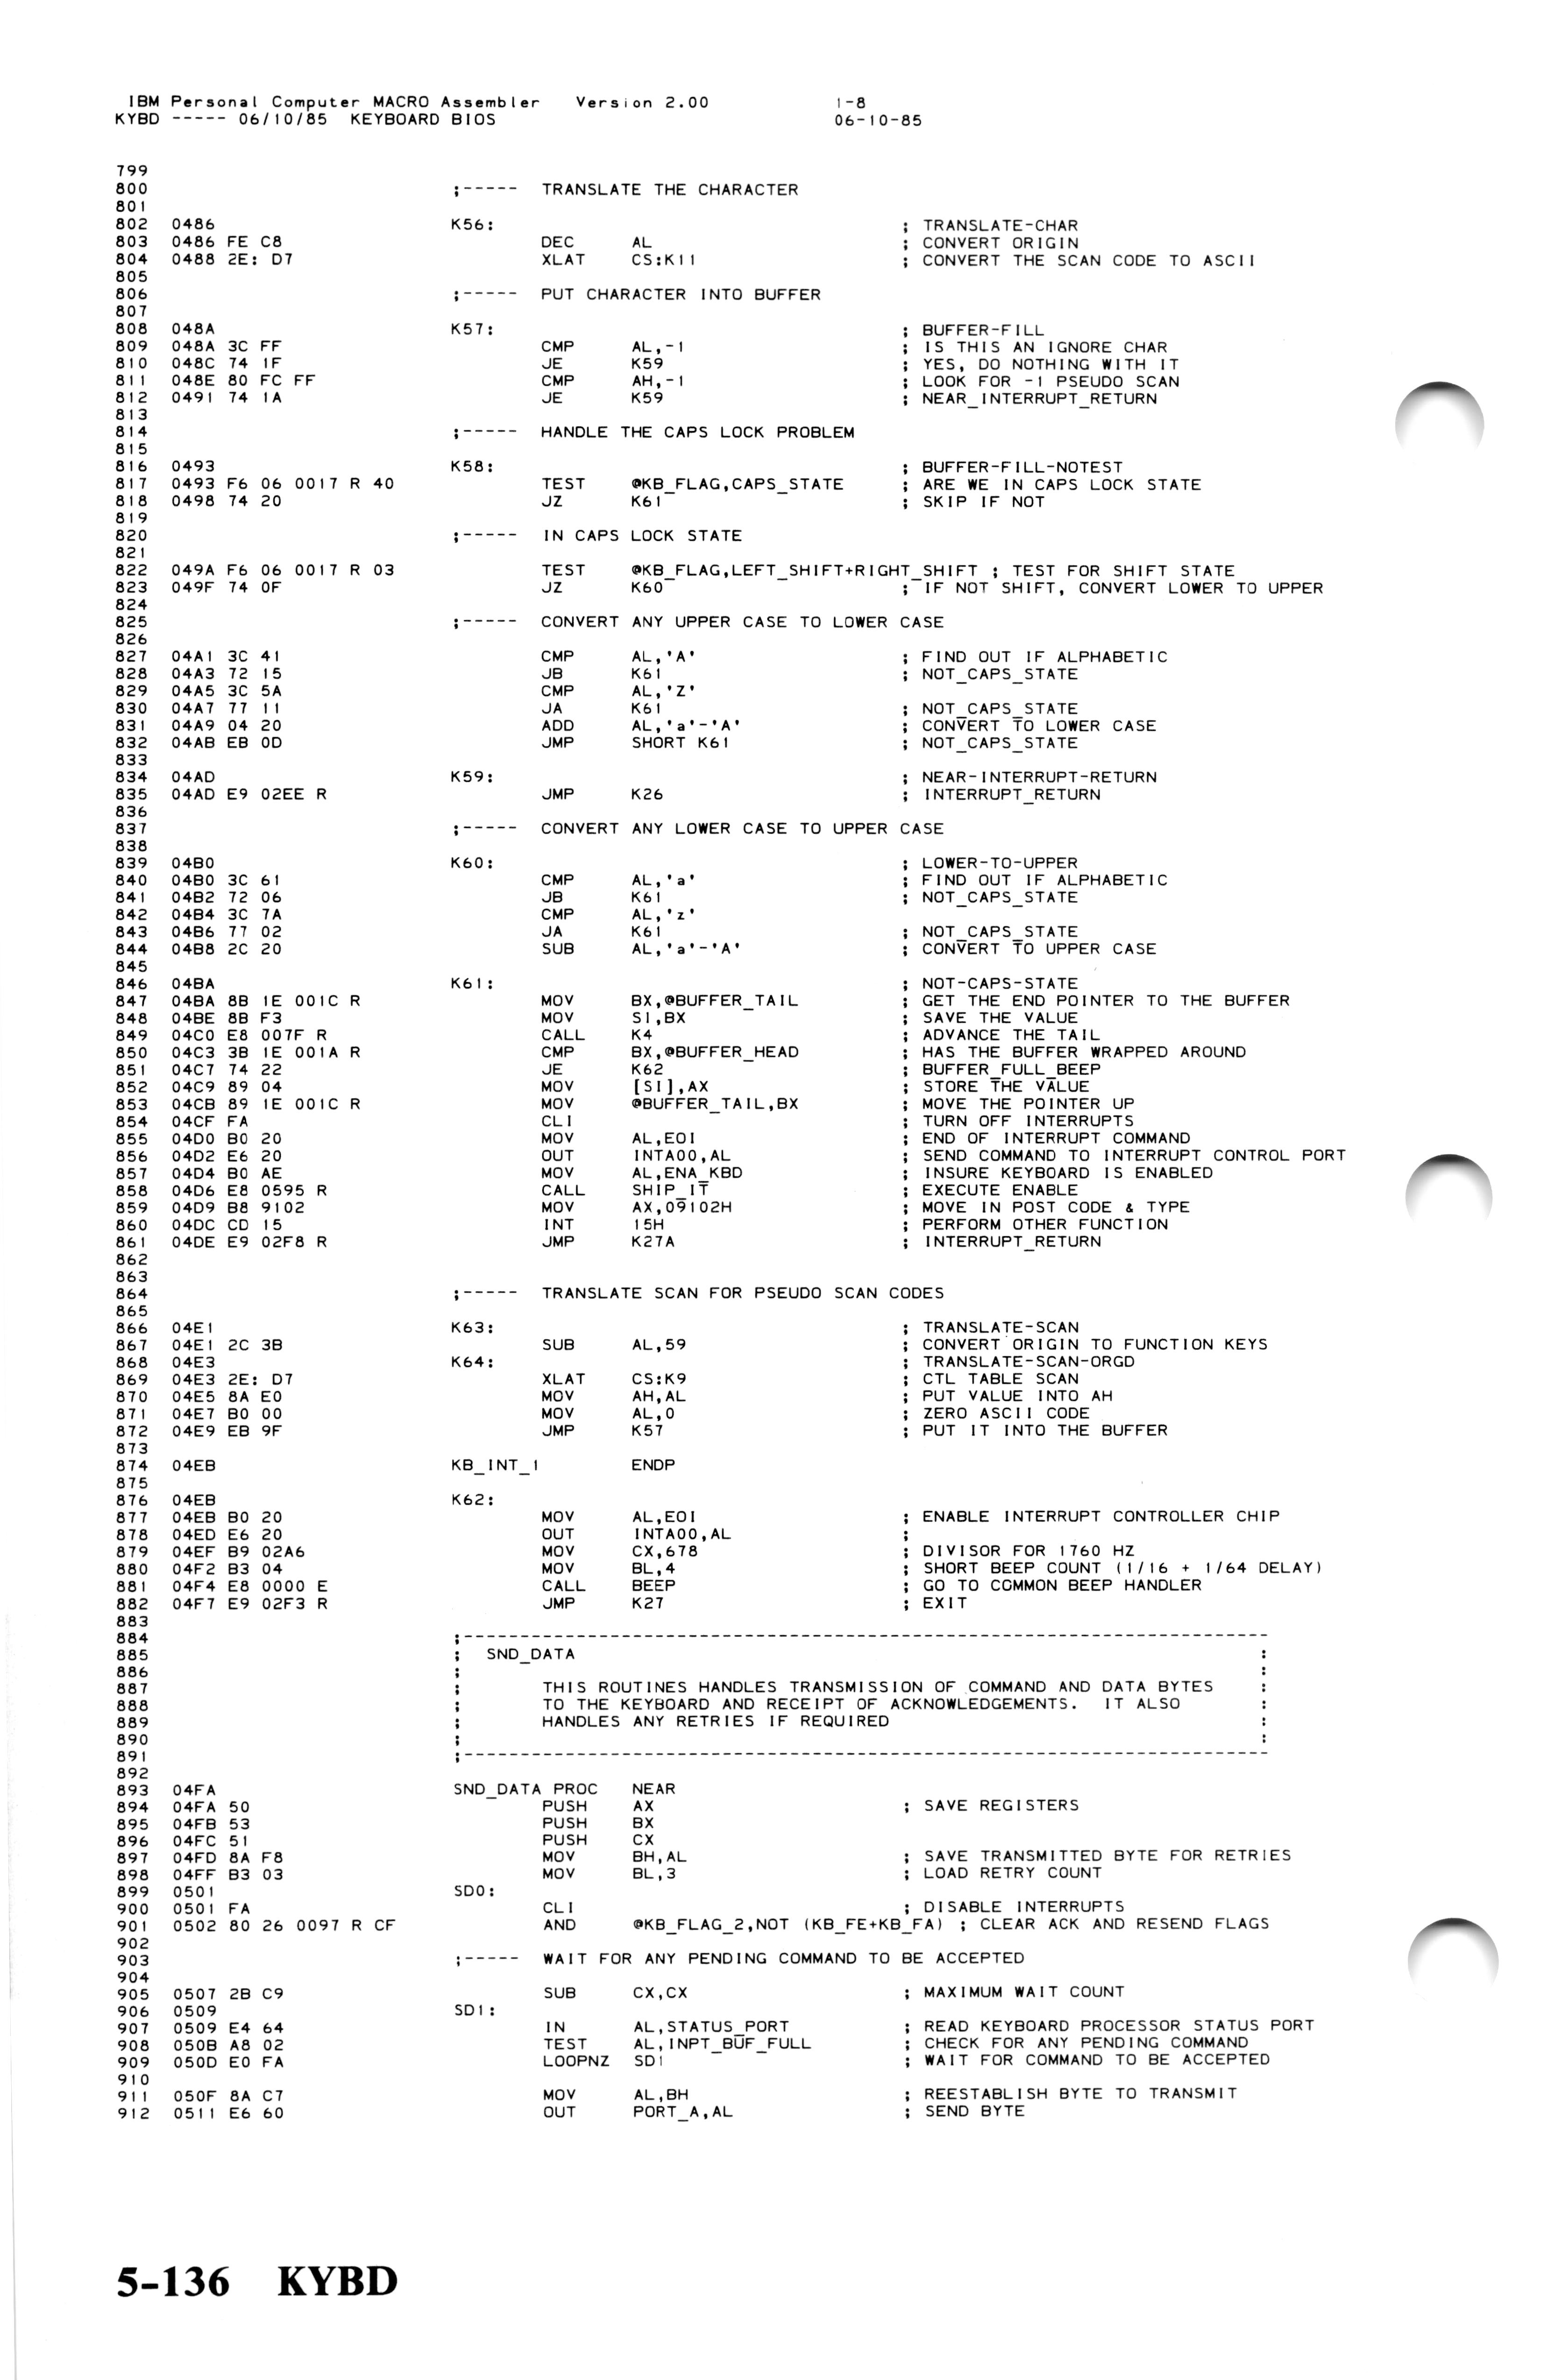 IBM Personal Computer MACRO Assembler    Version 2.00    1-8
KYBD ----- 06/10/85  KEYBOARD BIOS    06-10-85
799
800    ;-----  TRANSLATE THE CHARACTER
801
802  0486    K56:    ; TRANSLATE-CHAR
803  0486 FE C8    DEC    AL    ; CONVERT ORIGIN
804  0488 2E: D7    XLAT    CS:K11    ; CONVERT THE SCAN CODE TO ASCII
805
806    ;-----  PUT CHARACTER INTO BUFFER
807
808  048A    K57:    ; BUFFER-FILL
809  048A 3C FF    CMP    AL,-1    ; IS THIS AN IGNORE CHAR
810  048C 74 1F    JE    K59    ; YES, DO NOTHING WITH IT
811  048E 80 FC FF    CMP    AH,-1    ; LOOK FOR -1 PSEUDO SCAN
812  0491 74 1A    JE    K59    ; NEAR_INTERRUPT_RETURN
813
814    ;-----  HANDLE THE CAPS LOCK PROBLEM
815
816  0493    K58:    ; BUFFER-FILL-NOTEST
817  0493 F6 06 0017 R 40    TEST    @KB_FLAG,CAPS_STATE    ; ARE WE IN CAPS LOCK STATE
818  0498 74 20    JZ    K61    ; SKIP IF NOT
819
820    ;-----  IN CAPS LOCK STATE
821
822  049A F6 06 0017 R 03    TEST    @KB_FLAG,LEFT_SHIFT+RIGHT_SHIFT ; TEST FOR SHIFT STATE
823  049F 74 0F    JZ    K60    ; IF NOT SHIFT, CONVERT LOWER TO UPPER
824
825    ;-----  CONVERT ANY UPPER CASE TO LOWER CASE
826
827  04A1 3C 41    CMP    AL,'A'    ; FIND OUT IF ALPHABETIC
828  04A3 72 15    JB    K61    ; NOT_CAPS_STATE
829  04A5 3C 5A    CMP    AL,'Z'
830  04A7 77 11    JA    K61    ; NOT_CAPS_STATE
831  04A9 04 20    ADD    AL,'a'-'A'    ; CONVERT TO LOWER CASE
832  04AB EB 0D    JMP    SHORT K61    ; NOT_CAPS_STATE
833
834  04AD    K59:    ; NEAR-INTERRUPT-RETURN
835  04AD E9 02EE R    JMP    K26    ; INTERRUPT_RETURN
836
837    ;-----  CONVERT ANY LOWER CASE TO UPPER CASE
838
839  04B0    K60:    ; LOWER-TO-UPPER
840  04B0 3C 61    CMP    AL,'a'    ; FIND OUT IF ALPHABETIC
841  04B2 72 06    JB    K61    ; NOT_CAPS_STATE
842  04B4 3C 7A    CMP    AL,'z'
843  04B6 77 02    JA    K61    ; NOT_CAPS_STATE
844  04B8 2C 20    SUB    AL,'a'-'A'    ; CONVERT TO UPPER CASE
845
846  04BA    K61:    ; NOT-CAPS-STATE
847  04BA 8B 1E 001C R    MOV    BX,@BUFFER_TAIL    ; GET THE END POINTER TO THE BUFFER
848  04BE 8B F3    MOV    SI,BX    ; SAVE THE VALUE
849  04C0 E8 007F R    CALL    K4    ; ADVANCE THE TAIL
850  04C3 3B 1E 001A R    CMP    BX,@BUFFER_HEAD    ; HAS THE BUFFER WRAPPED AROUND
851  04C7 74 22    JE    K62    ; BUFFER_FULL_BEEP
852  04C9 89 04    MOV    [SI],AX    ; STORE THE VALUE
853  04CB 89 1E 001C R    MOV    @BUFFER_TAIL,BX    ; MOVE THE POINTER UP
854  04CF FA    CLI    ; TURN OFF INTERRUPTS
855  04D0 B0 20    MOV    AL,EOI    ; END OF INTERRUPT COMMAND
856  04D2 E6 20    OUT    INTA00,AL    ; SEND COMMAND TO INTERRUPT CONTROL PORT
857  04D4 B0 AE    MOV    AL,ENA_KBD    ; INSURE KEYBOARD IS ENABLED
858  04D6 E8 0595 R    CALL    SHIP_IT    ; EXECUTE ENABLE
859  04D9 B8 9102    MOV    AX,09102H    ; MOVE IN POST CODE & TYPE
860  04DC CD 15    INT    15H    ; PERFORM OTHER FUNCTION
861  04DE E9 02F8 R    JMP    K27A    ; INTERRUPT_RETURN
862
863
864    ;-----  TRANSLATE SCAN FOR PSEUDO SCAN CODES
865
866  04E1    K63:    ; TRANSLATE-SCAN
867  04E1 2C 3B    SUB    AL,59    ; CONVERT ORIGIN TO FUNCTION KEYS
868  04E3    K64:    ; TRANSLATE-SCAN-ORGD
869  04E3 2E: D7    XLAT    CS:K9    ; CTL TABLE SCAN
870  04E5 8A E0    MOV    AH,AL    ; PUT VALUE INTO AH
871  04E7 B0 00    MOV    AL,0    ; ZERO ASCII CODE
872  04E9 EB 9F    JMP    K57    ; PUT IT INTO THE BUFFER
873
874  04EB    KB_INT_1    ENDP
875
876  04EB    K62:
877  04EB B0 20    MOV    AL,EOI    ; ENABLE INTERRUPT CONTROLLER CHIP
878  04ED E6 20    OUT    INTA00,AL    ;
879  04EF B9 02A6    MOV    CX,678    ; DIVISOR FOR 1760 HZ
880  04F2 B3 04    MOV    BL,4    ; SHORT BEEP COUNT (1/16 + 1/64 DELAY)
881  04F4 E8 0000 E    CALL    BEEP    ; GO TO COMMON BEEP HANDLER
882  04F7 E9 02F3 R    JMP    K27    ; EXIT
883
884    ;-----------------------------------------------------------------------
885    ;  SND_DATA    :
886    ;    :
887    ;    THIS ROUTINES HANDLES TRANSMISSION OF COMMAND AND DATA BYTES    :
888    ;    TO THE KEYBOARD AND RECEIPT OF ACKNOWLEDGEMENTS.  IT ALSO    :
889    ;    HANDLES ANY RETRIES IF REQUIRED    :
890    ;    :
891    ;-----------------------------------------------------------------------
892
893  04FA    SND_DATA PROC    NEAR
894  04FA 50    PUSH    AX    ; SAVE REGISTERS
895  04FB 53    PUSH    BX
896  04FC 51    PUSH    CX
897  04FD 8A F8    MOV    BH,AL    ; SAVE TRANSMITTED BYTE FOR RETRIES
898  04FF B3 03    MOV    BL,3    ; LOAD RETRY COUNT
899  0501    SD0:
900  0501 FA    CLI    ; DISABLE INTERRUPTS
901  0502 80 26 0097 R CF    AND    @KB_FLAG_2,NOT (KB_FE+KB_FA) ; CLEAR ACK AND RESEND FLAGS
902
903    ;-----  WAIT FOR ANY PENDING COMMAND TO BE ACCEPTED
904
905  0507 2B C9    SUB    CX,CX    ; MAXIMUM WAIT COUNT
906  0509    SD1:
907  0509 E4 64    IN    AL,STATUS_PORT    ; READ KEYBOARD PROCESSOR STATUS PORT
908  050B A8 02    TEST    AL,INPT_BUF_FULL    ; CHECK FOR ANY PENDING COMMAND
909  050D E0 FA    LOOPNZ    SD1    ; WAIT FOR COMMAND TO BE ACCEPTED
910
911  050F 8A C7    MOV    AL,BH    ; REESTABLISH BYTE TO TRANSMIT
912  0511 E6 60    OUT    PORT_A,AL    ; SEND BYTE
5-136  KYBD